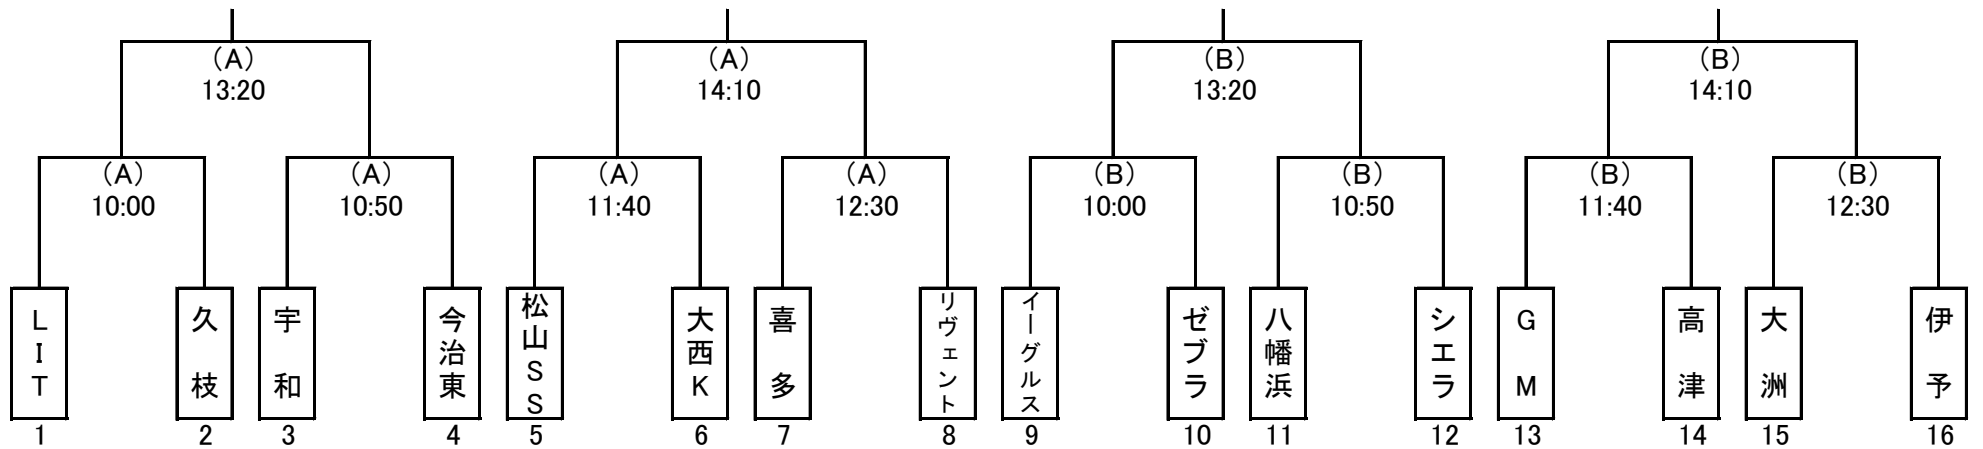 (A) (A) (B) (B)
13:20 14:10 13:20 14:10
(A) (A) (A) (A) (B) (B) (B) (B)
10:00 10:50 11:40 12:30 10:00 10:50 11:40 12:30
LIT
久枝
宇和
今治東
松山SS
大西K
喜多
リヴェント
イーグルス
ゼブラ
八幡浜
シエラ
GM
高津
大洲
伊予
1 2 3 4 5 6 7 8 9 10 11 12 13 14 15 16